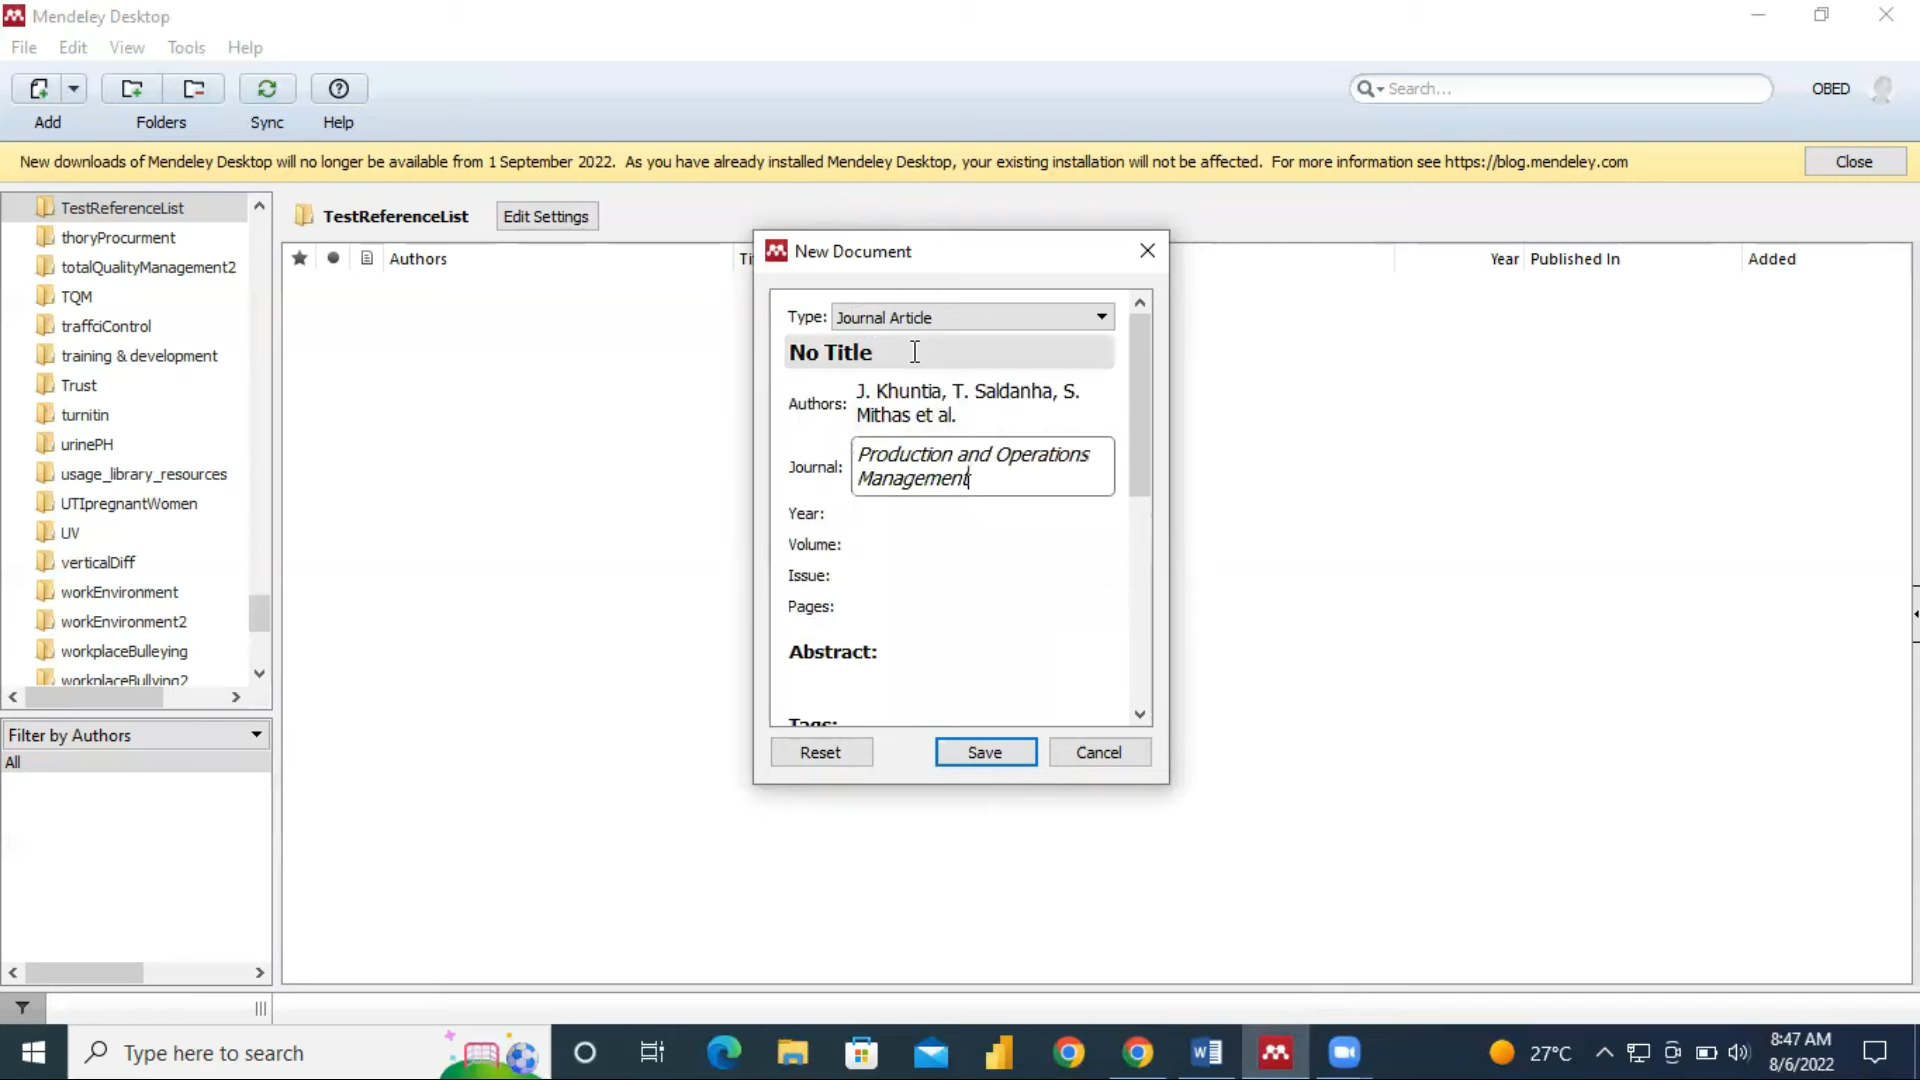 Mendeley Desktop
File Edit View Tools Help
Search... OBED
Add Folders Sync Help
New downloads of Mendeley Desktop will no longer be available from 1 September 2022. As you have already installed Mendeley Desktop, your existing installation will not be affected. For more information see https://blog.mendeley.com Close
TestReferenceList
thoryProcurment
totalQualityManagement2
TQM
traffciControl
training & development
Trust
turnitin
urinePH
usage_library_resources
UTIpregnantWomen
UV
verticalDiff
workEnvironment
workEnvironment2
workplaceBulleying
workplaceBullying2
Filter by Authors
All
TestReferenceList Edit Settings
Authors Ti Year Published In Added
New Document
Type: Journal Article
No Title
Authors: J. Khuntia, T. Saldanha, S.
Mithas et al.
Journal: Production and Operations
Management
Year:
Volume:
Issue:
Pages:
Abstract:
Tags:
Reset Save Cancel
Type here to search
27°C
8:47 AM
8/6/2022